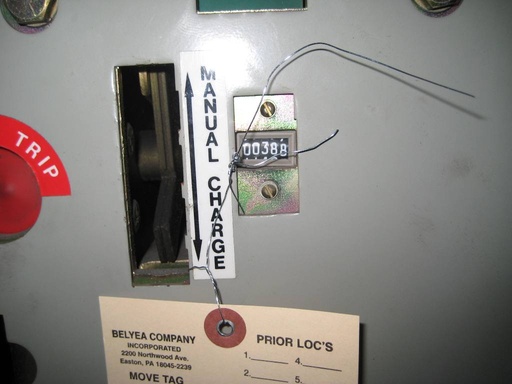 TRIP
MANUAL CHARGE
00388
BELYEA COMPANY
INCORPORATED
2200 Northwood Ave.
Easton, PA 18045-2239
MOVE TAG
PRIOR LOC'S
1. 4.
2. 5.